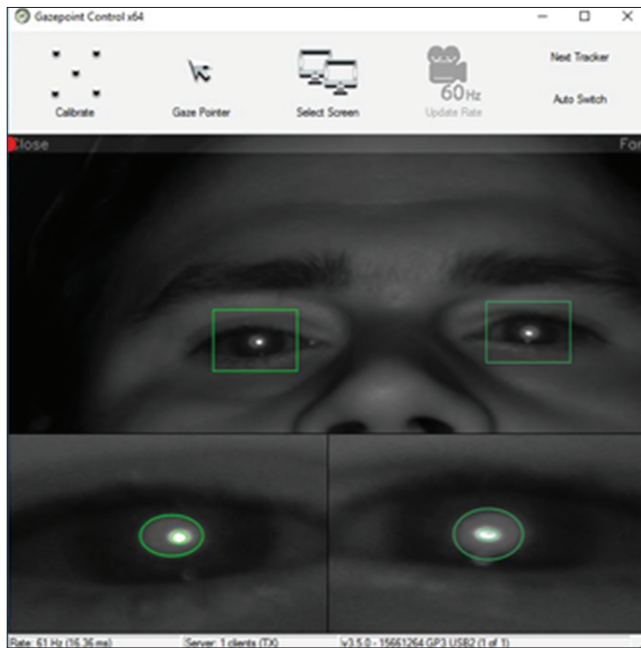 Gazepoint Control x64
Calibrate
Gaze Pointer
Select Screen
60Hz
Update Rate
Next Tracker
Auto Switch
Close
Far
Rate: 61 Hz (16.36 ms)
Server: 1 clients (TX)
v3.5.0 - 15661264 GP3 USB2 (1 of 1)